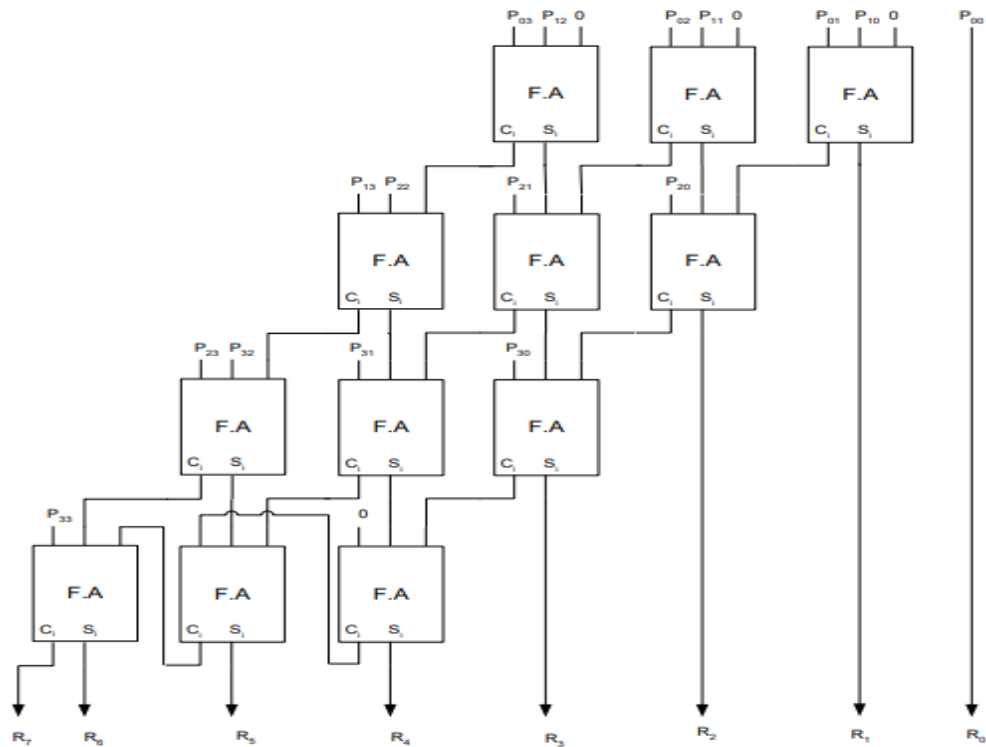 P₀₃ P₁₂ 0 P₀₂ P₁₁ 0 P₀₁ P₁₀ 0 P₀₀
F.A F.A F.A
Cᵢ Sᵢ Cᵢ Sᵢ Cᵢ Sᵢ
P₁₃ P₂₂ P₂₁ P₂₀
F.A F.A F.A
Cᵢ Sᵢ Cᵢ Sᵢ Cᵢ Sᵢ
P₂₃ P₃₂ P₃₁ P₃₀
F.A F.A F.A
Cᵢ Sᵢ Cᵢ Sᵢ Cᵢ Sᵢ
P₃₃ 0
F.A F.A F.A
Cᵢ Sᵢ Cᵢ Sᵢ Cᵢ Sᵢ
R₇ R₆ R₅ R₄ R₃ R₂ R₁ R₀